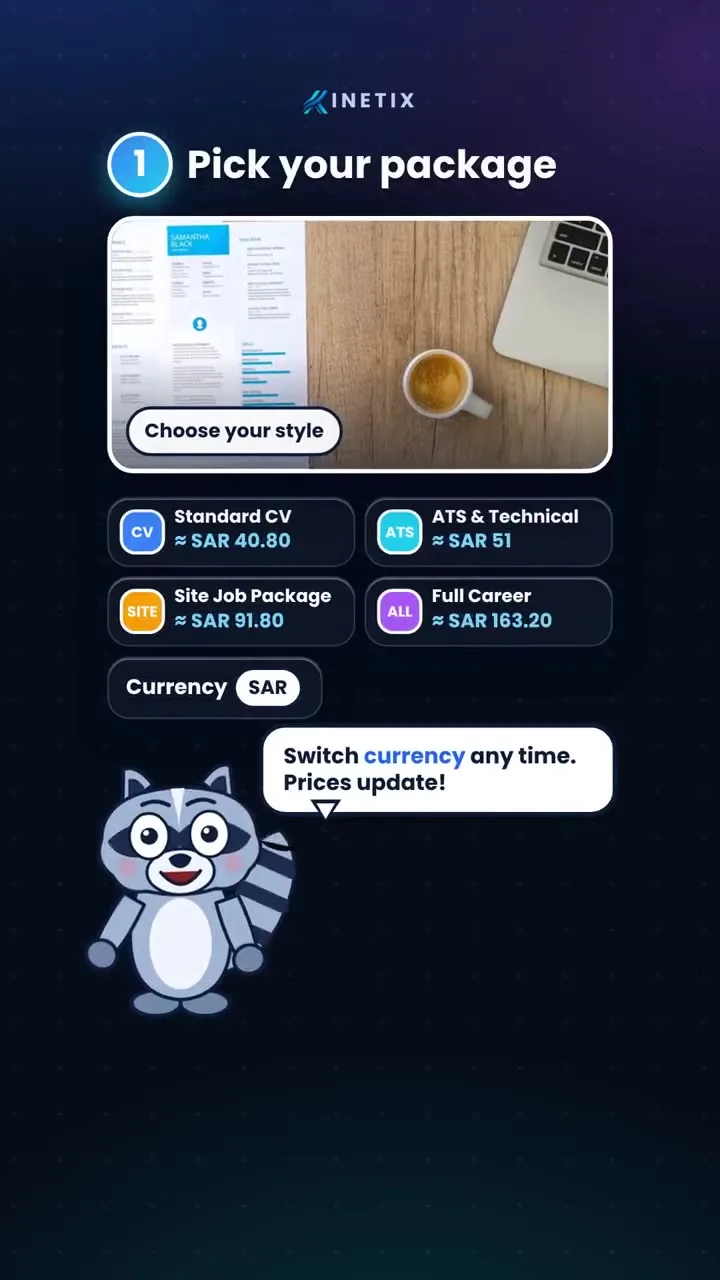 XINETIX
1 Pick your package
SAMANTHA
BLACK
Choose your style
CV Standard CV
≈ SAR 40.80
ATS ATS & Technical
≈ SAR 51
SITE Site Job Package
≈ SAR 91.80
ALL Full Career
≈ SAR 163.20
Currency SAR
Switch currency any time.
Prices update!